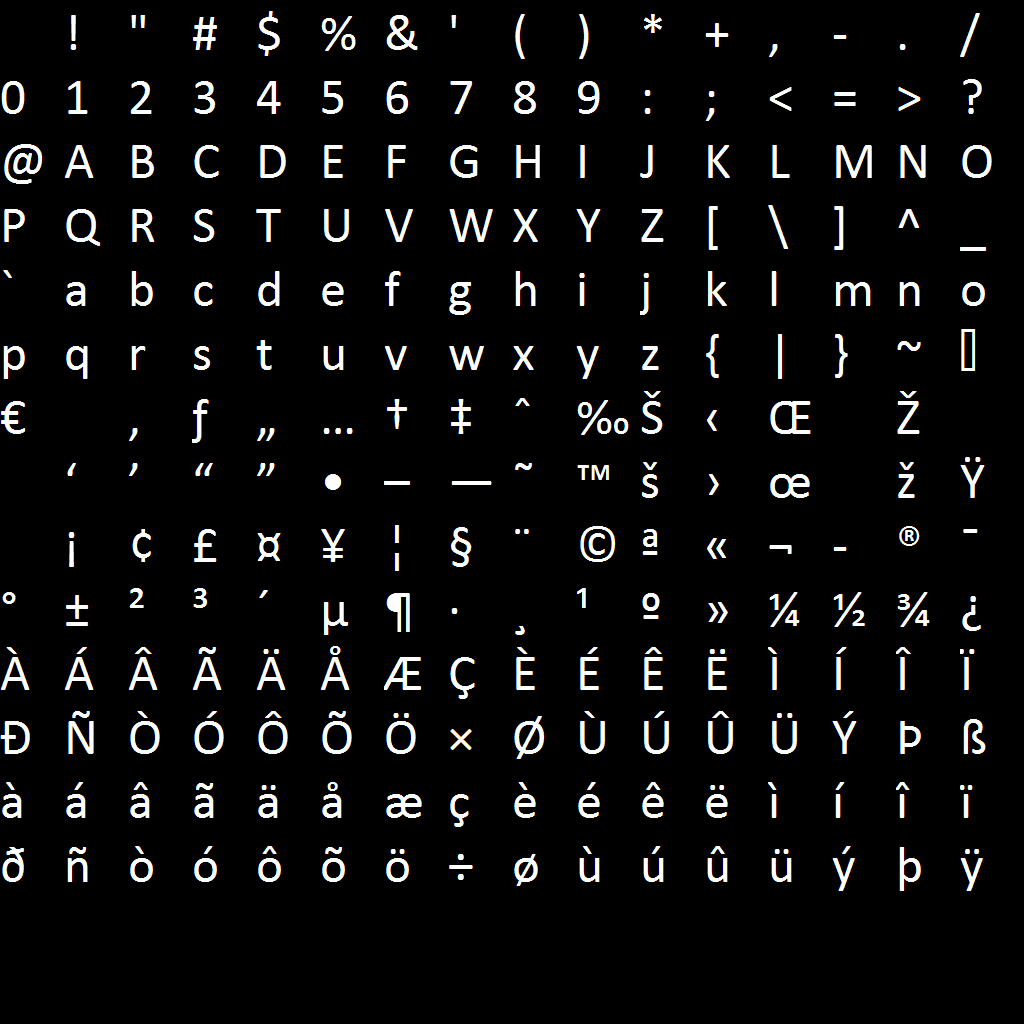 ! " # $ % & ' ( ) * + , - . /
0 1 2 3 4 5 6 7 8 9 : ; < = > ?
@ A B C D E F G H I J K L M N O
P Q R S T U V W X Y Z [ \ ] ^ _
` a b c d e f g h i j k l m n o
p q r s t u v w x y z { | } ~ ▯
€ ‚ ƒ „ … † ‡ ˆ ‰ Š ‹ Œ Ž
‘ ’ “ ” • – — ˜ ™ š › œ ž Ÿ
¡ ¢ £ ¤ ¥ ¦ § ¨ © ª « ¬ - ® ¯
° ± ² ³ ´ µ ¶ · ¸ ¹ º » ¼ ½ ¾ ¿
À Á Â Ã Ä Å Æ Ç È É Ê Ë Ì Í Î Ï
Ð Ñ Ò Ó Ô Õ Ö × Ø Ù Ú Û Ü Ý Þ ß
à á â ã ä å æ ç è é ê ë ì í î ï
ð ñ ò ó ô õ ö ÷ ø ù ú û ü ý þ ÿ